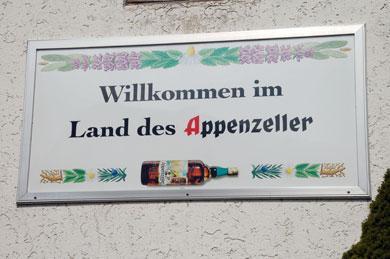 Willkommen im
Land des Appenzeller